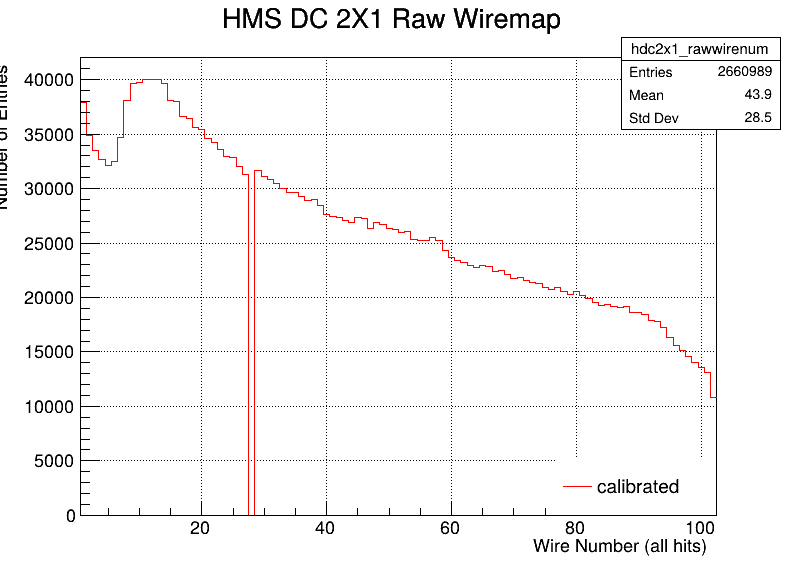 HMS DC 2X1 Raw Wiremap
hdc2x1_rawwirenum
Entries 2660989
Mean 43.9
Std Dev 28.5
Number of Entries
40000
35000
30000
25000
20000
15000
10000
5000
0
calibrated
20 40 60 80 100
Wire Number (all hits)